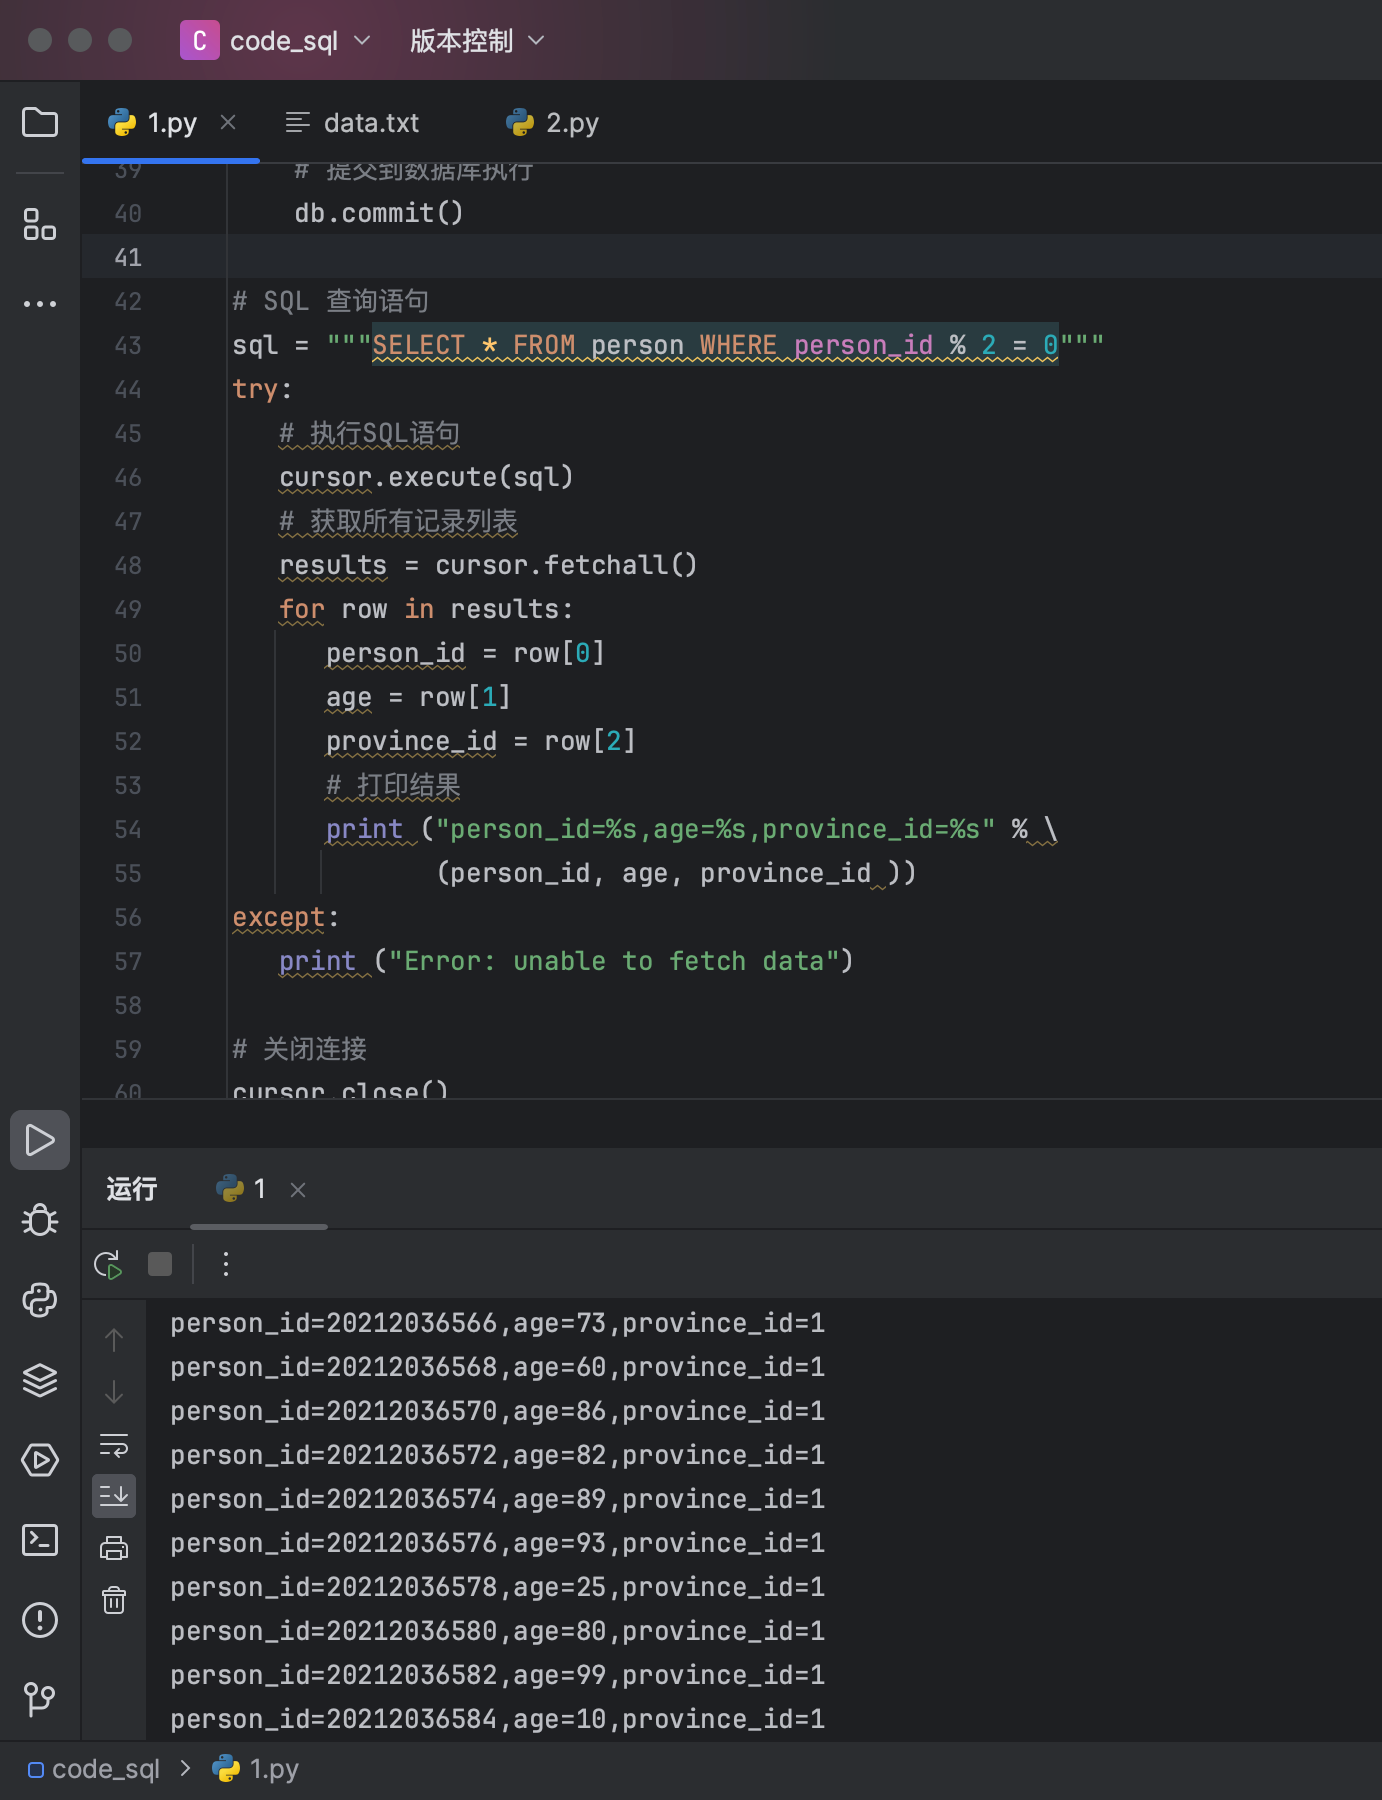 C code_sql 版本控制
1.py data.txt 2.py
39 # 提交到数据库执行
40 db.commit()
41
42 # SQL 查询语句
43 sql = """SELECT * FROM person WHERE person_id % 2 = 0"""
44 try:
45 # 执行SQL语句
46 cursor.execute(sql)
47 # 获取所有记录列表
48 results = cursor.fetchall()
49 for row in results:
50 person_id = row[0]
51 age = row[1]
52 province_id = row[2]
53 # 打印结果
54 print ("person_id=%s,age=%s,province_id=%s" % \
55 (person_id, age, province_id ))
56 except:
57 print ("Error: unable to fetch data")
58
59 # 关闭连接
60 cursor.close()
运行 1
person_id=20212036566,age=73,province_id=1
person_id=20212036568,age=60,province_id=1
person_id=20212036570,age=86,province_id=1
person_id=20212036572,age=82,province_id=1
person_id=20212036574,age=89,province_id=1
person_id=20212036576,age=93,province_id=1
person_id=20212036578,age=25,province_id=1
person_id=20212036580,age=80,province_id=1
person_id=20212036582,age=99,province_id=1
person_id=20212036584,age=10,province_id=1
code_sql > 1.py